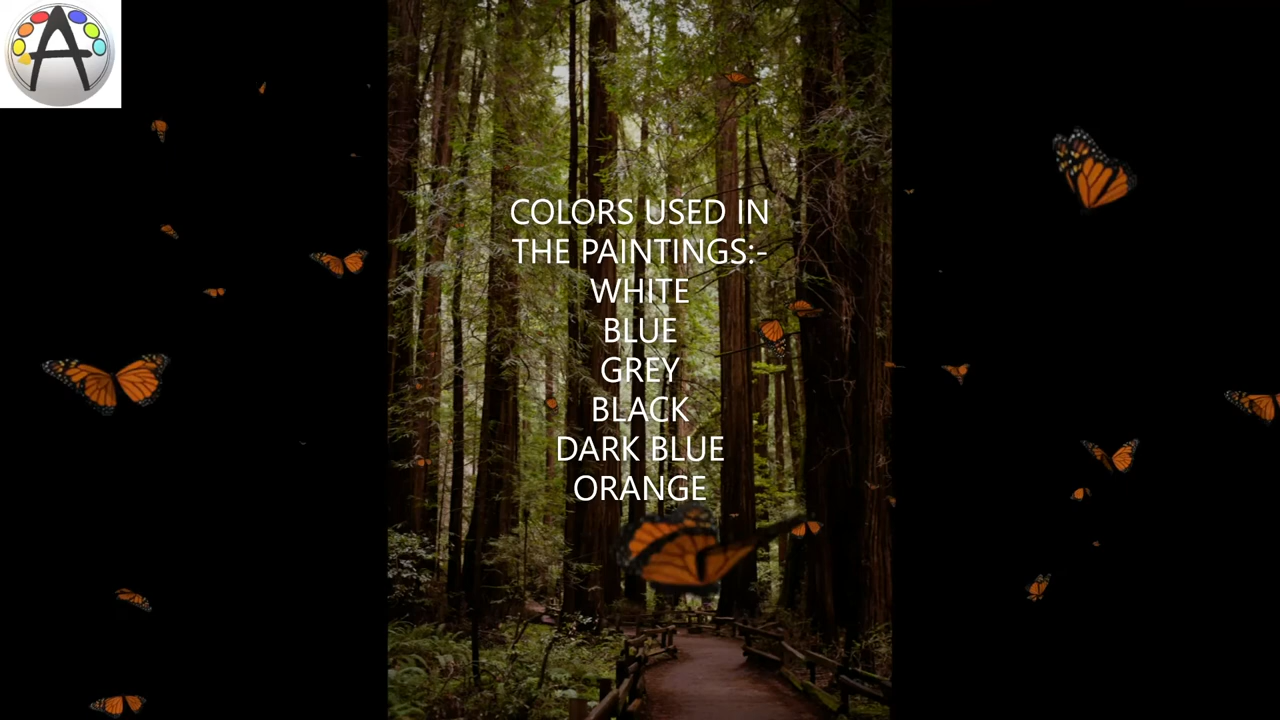 A
COLORS USED IN
THE PAINTINGS:-
WHITE
BLUE
GREY
BLACK
DARK BLUE
ORANGE